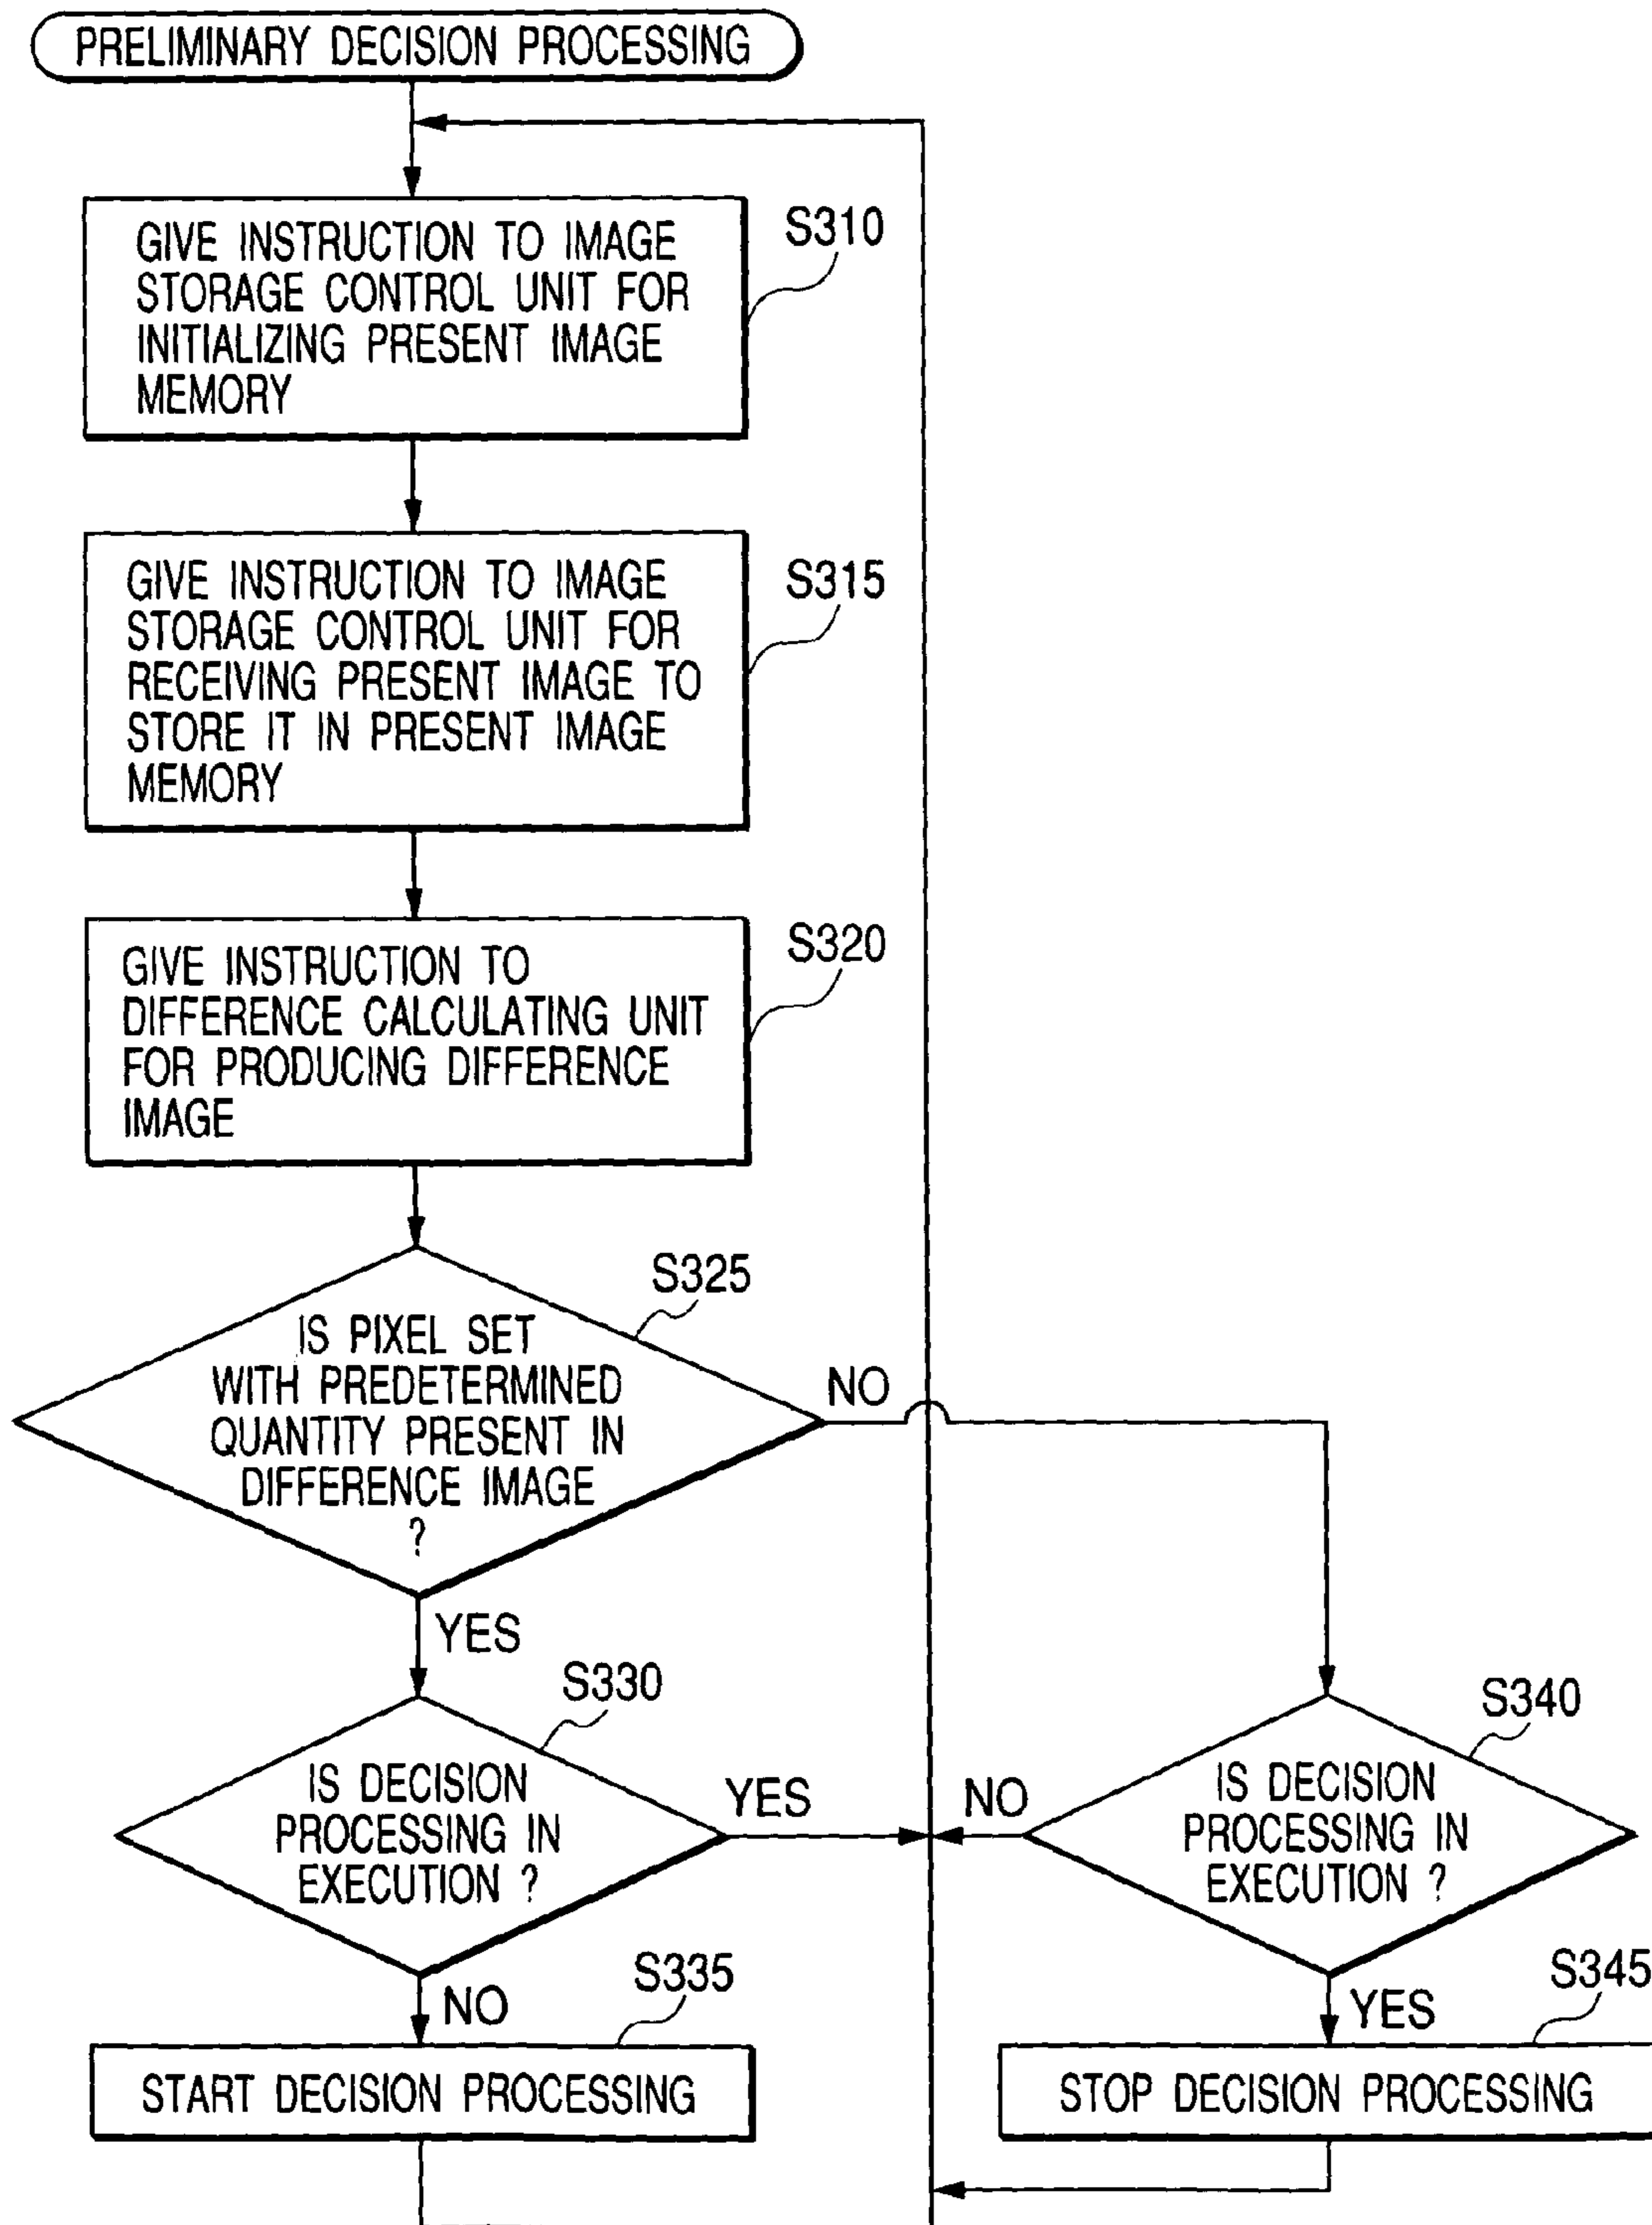 PRELIMINARY DECISION PROCESSING
S310
GIVE INSTRUCTION TO IMAGE
STORAGE CONTROL UNIT FOR
INITIALIZING PRESENT IMAGE
MEMORY
S315
GIVE INSTRUCTION TO IMAGE
STORAGE CONTROL UNIT FOR
RECEIVING PRESENT IMAGE TO
STORE IT IN PRESENT IMAGE
MEMORY
S320
GIVE INSTRUCTION TO
DIFFERENCE CALCULATING UNIT
FOR PRODUCING DIFFERENCE
IMAGE
S325
IS PIXEL SET
WITH PREDETERMINED
QUANTITY PRESENT IN
DIFFERENCE IMAGE
?
NO
YES
S330
IS DECISION
PROCESSING IN
EXECUTION ?
YES
NO
S335
START DECISION PROCESSING
S340
IS DECISION
PROCESSING IN
EXECUTION ?
NO
YES
S345
STOP DECISION PROCESSING